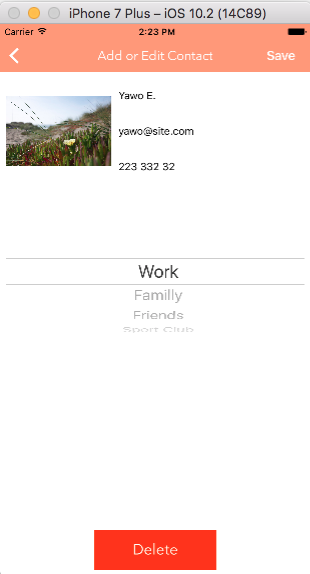 iPhone 7 Plus – iOS 10.2 (14C89)
Carrier 2:23 PM
Add or Edit Contact Save
Yawo E.
yawo@site.com
223 332 32
Work
Familly
Friends
Sport Club
Delete